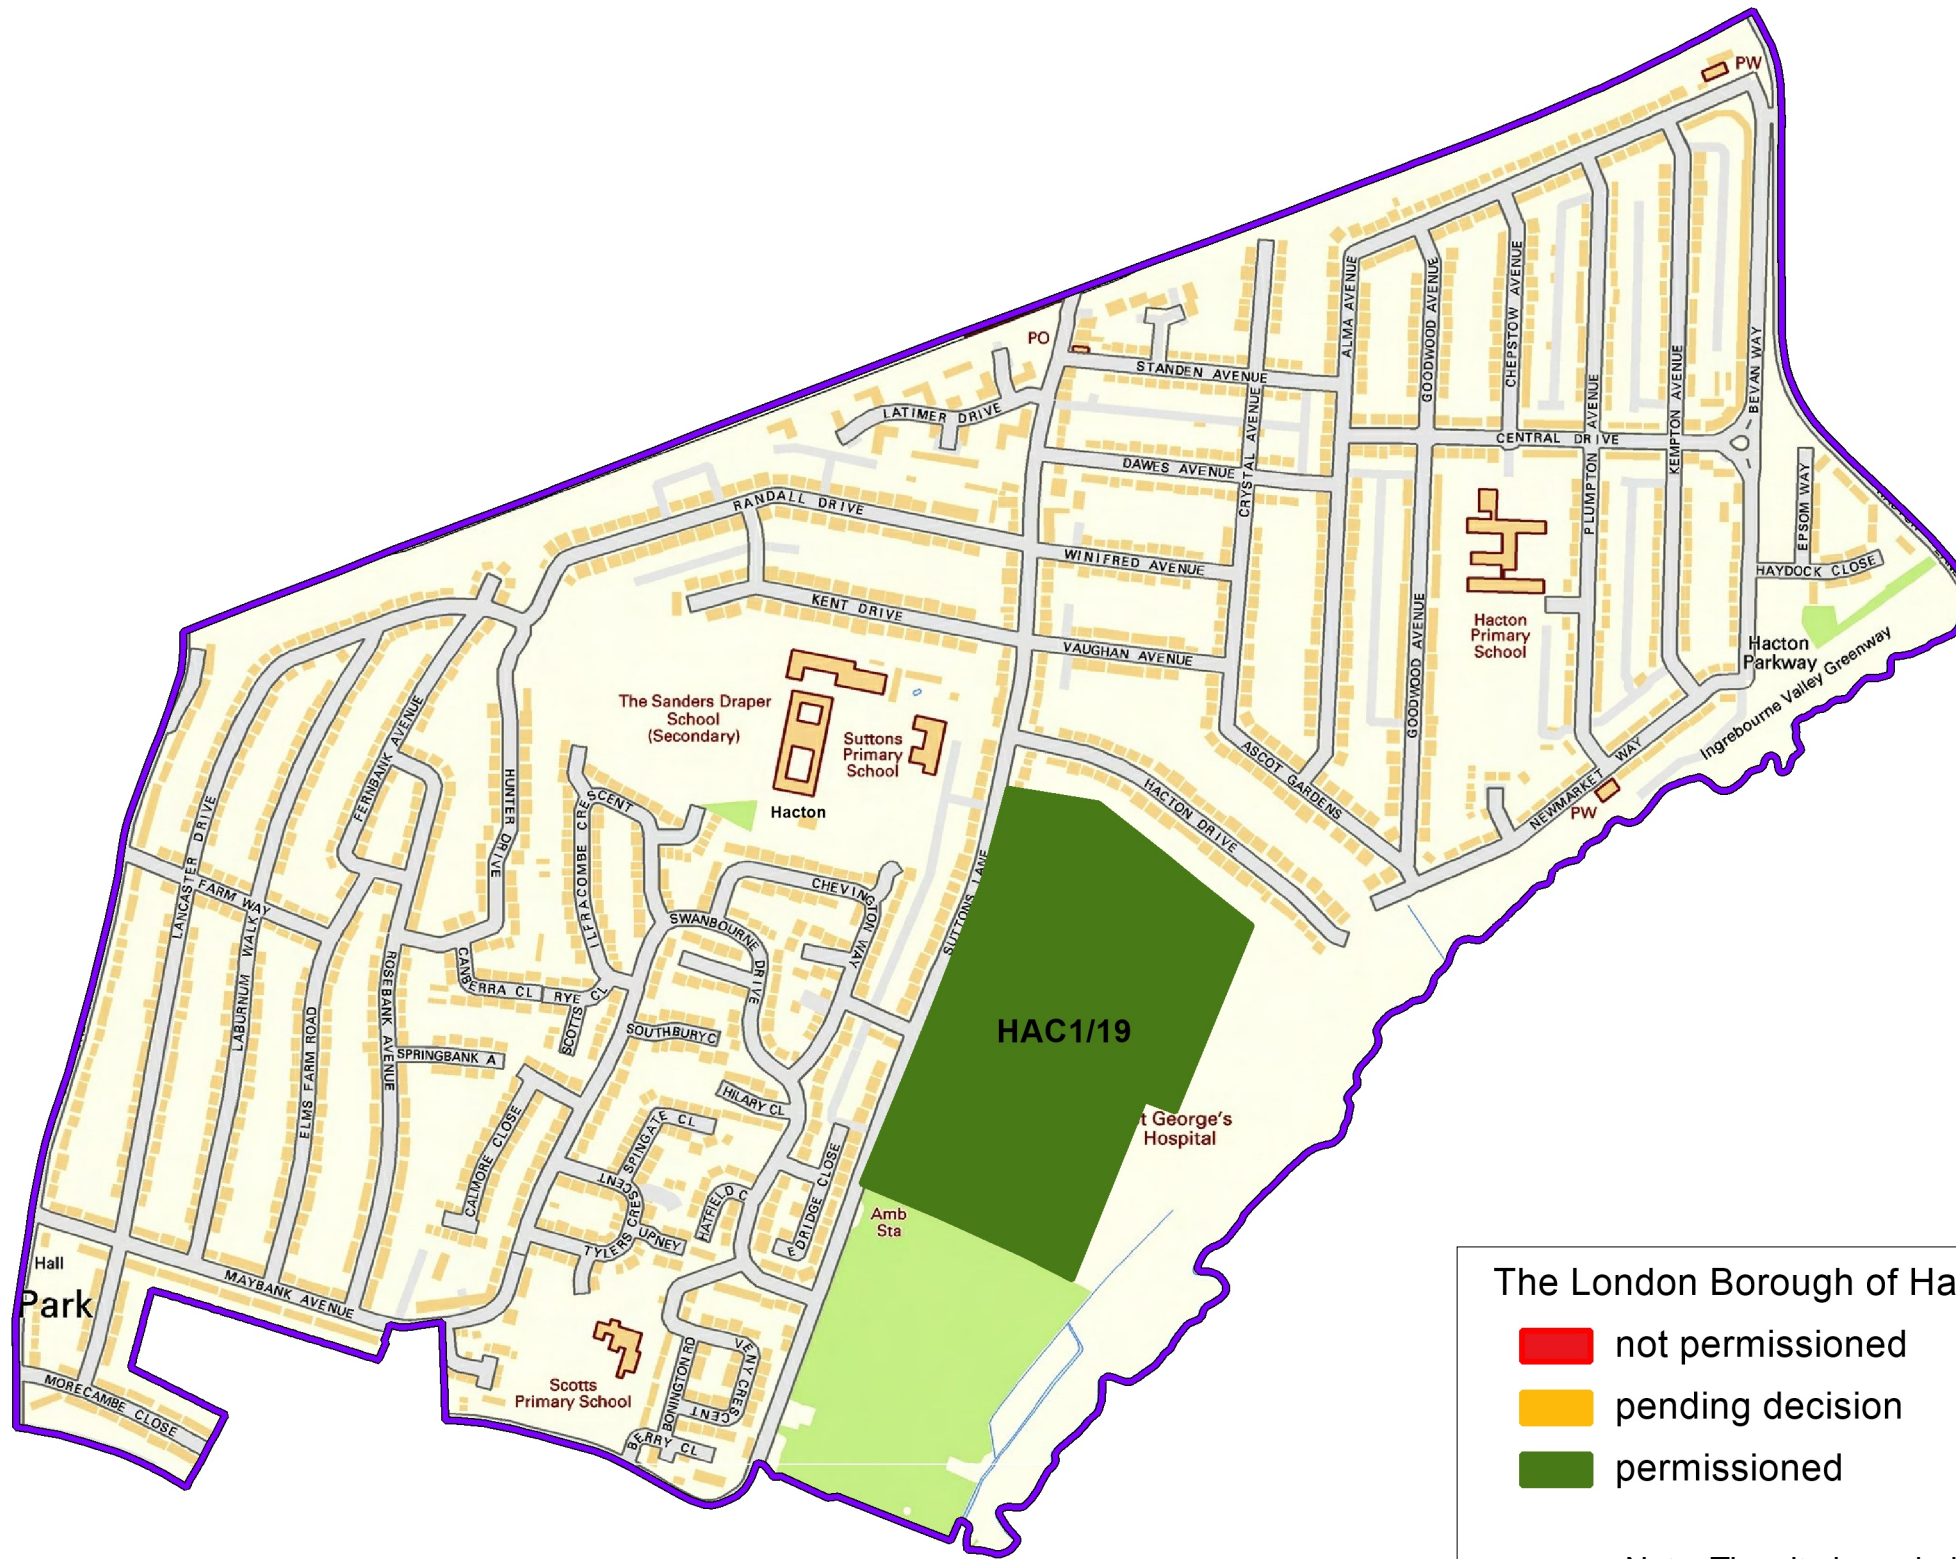 PW
PO
STANDEN AVENUE
LATIMER DRIVE
ALMA AVENUE
GOODWOOD AVENUE
CHEPSTOW AVENUE
PLUMPTON AVENUE
KEMPTON AVENUE
BEVAN WAY
CENTRAL DRIVE
DAWES AVENUE
CRYSTAL AVENUE
EPSOM WAY
HAYDOCK CLOSE
RANDALL DRIVE
WINIFRED AVENUE
KENT DRIVE
VAUGHAN AVENUE
GOODWOOD AVENUE
Hacton
Primary
School
Hacton
Parkway
Ingrebourne Valley Greenway
The Sanders Draper
School
(Secondary)
Suttons
Primary
School
Hacton
FERNBANK AVENUE
HUNTER DRIVE
LANCASTER DRIVE
ILFRACOMBE CRESCENT
ASCOT GARDENS
HACTON DRIVE
NEWMARKET WAY
PW
FARM WAY
LABURNUM WALK
SUTTONS LANE
CHEVINGTON WAY
SWANBOURNE DRIVE
CANBERRA CL
RYE CL
SCOTTS
ROSEBANK AVENUE
ELMS FARM ROAD
SPRINGBANK A
SOUTHBURY C
HAC1/19
HILARY CL
CALMORE CLOSE
SPINGATE CL
t George's
Hospital
EDRIDGE CLOSE
HATFIELD C
TYLERS CRESCENT
UPNEY
Amb
Sta
Hall
Park
MAYBANK AVENUE
MORECAMBE CLOSE
Scotts
Primary School
BONINGTON RD
VENY CRESCENT
BERRY CL
The London Borough of Ha
not permissioned
pending decision
permissioned